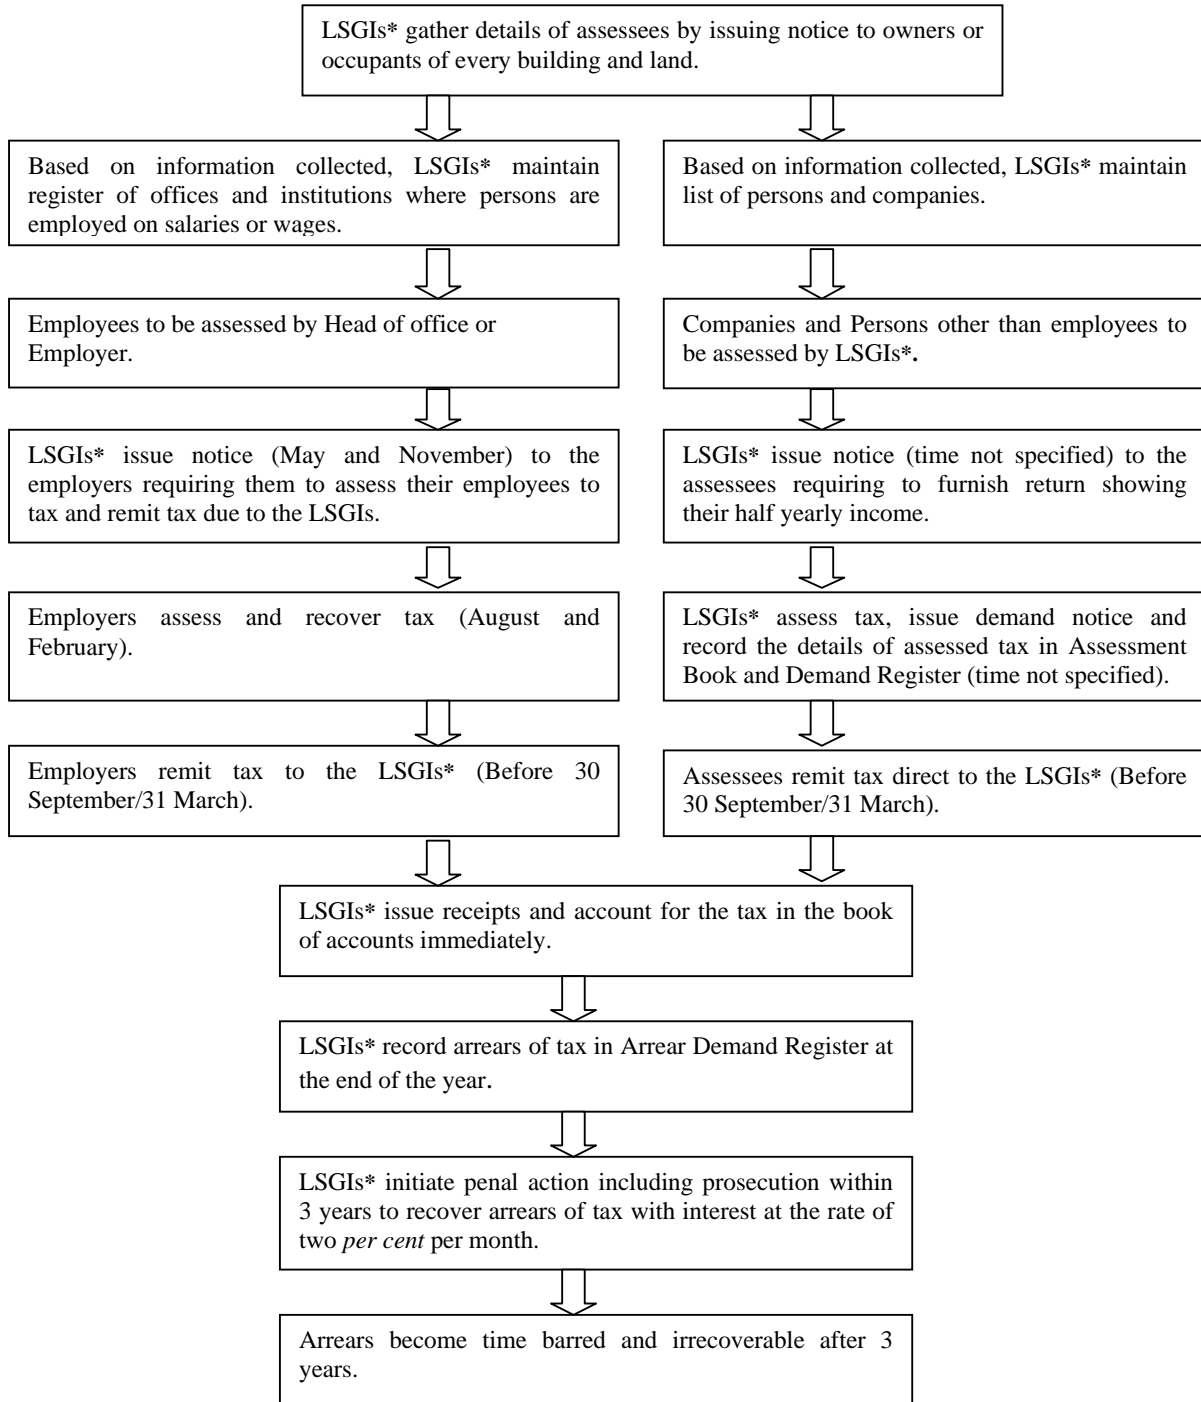 LSGIs* gather details of assessees by issuing notice to owners or
occupants of every building and land.
Based on information collected, LSGIs* maintain
register of offices and institutions where persons are
employed on salaries or wages.
Based on information collected, LSGIs* maintain
list of persons and companies.
Employees to be assessed by Head of office or
Employer.
Companies and Persons other than employees to
be assessed by LSGIs*.
LSGIs* issue notice (May and November) to the
employers requiring them to assess their employees to
tax and remit tax due to the LSGIs.
LSGIs* issue notice (time not specified) to the
assessees requiring to furnish return showing
their half yearly income.
Employers assess and recover tax (August and
February).
LSGIs* assess tax, issue demand notice and
record the details of assessed tax in Assessment
Book and Demand Register (time not specified).
Employers remit tax to the LSGIs* (Before 30
September/31 March).
Assessees remit tax direct to the LSGIs* (Before
30 September/31 March).
LSGIs* issue receipts and account for the tax in the book
of accounts immediately.
LSGIs* record arrears of tax in Arrear Demand Register at
the end of the year.
LSGIs* initiate penal action including prosecution within
3 years to recover arrears of tax with interest at the rate of
two per cent per month.
Arrears become time barred and irrecoverable after 3
years.